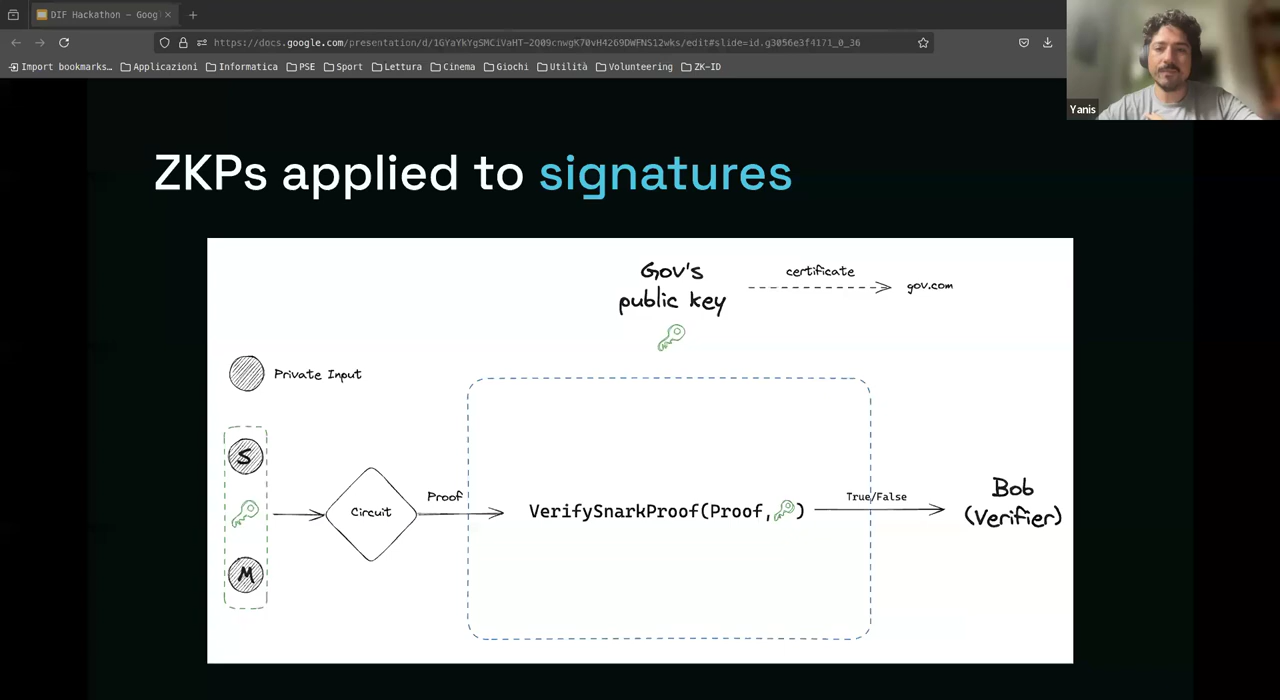 DIF Hackathon – Goog
https://docs.google.com/presentation/d/1GYaYkYgSMCiVaHT-2Q09cnwgK70vH4269DWFNS12wks/edit#slide=id.g3056e3f4171_0_36
Import bookmarks...
Applicazioni
Informatica
PSE
Sport
Lettura
Cinema
Giochi
Utilità
Volunteering
ZK-ID
Yanis
ZKPs applied to signatures
Gov's
public key
certificate
gov.com
Private Input
S
M
Circuit
Proof
VerifySnarkProof(Proof, )
True/False
Bob
(Verifier)